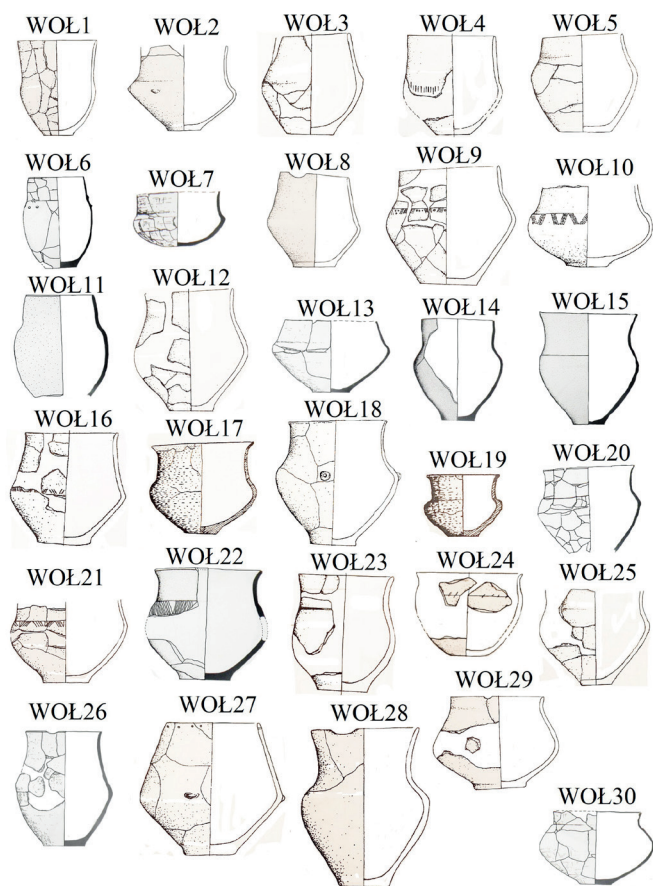 WOŁ1 WOŁ2 WOŁ3 WOŁ4 WOŁ5
WOŁ6 WOŁ7 WOŁ8 WOŁ9 WOŁ10
WOŁ11 WOŁ12 WOŁ13 WOŁ14 WOŁ15
WOŁ16 WOŁ17 WOŁ18 WOŁ19 WOŁ20
WOŁ21 WOŁ22 WOŁ23 WOŁ24 WOŁ25
WOŁ26 WOŁ27 WOŁ28 WOŁ29
WOŁ30